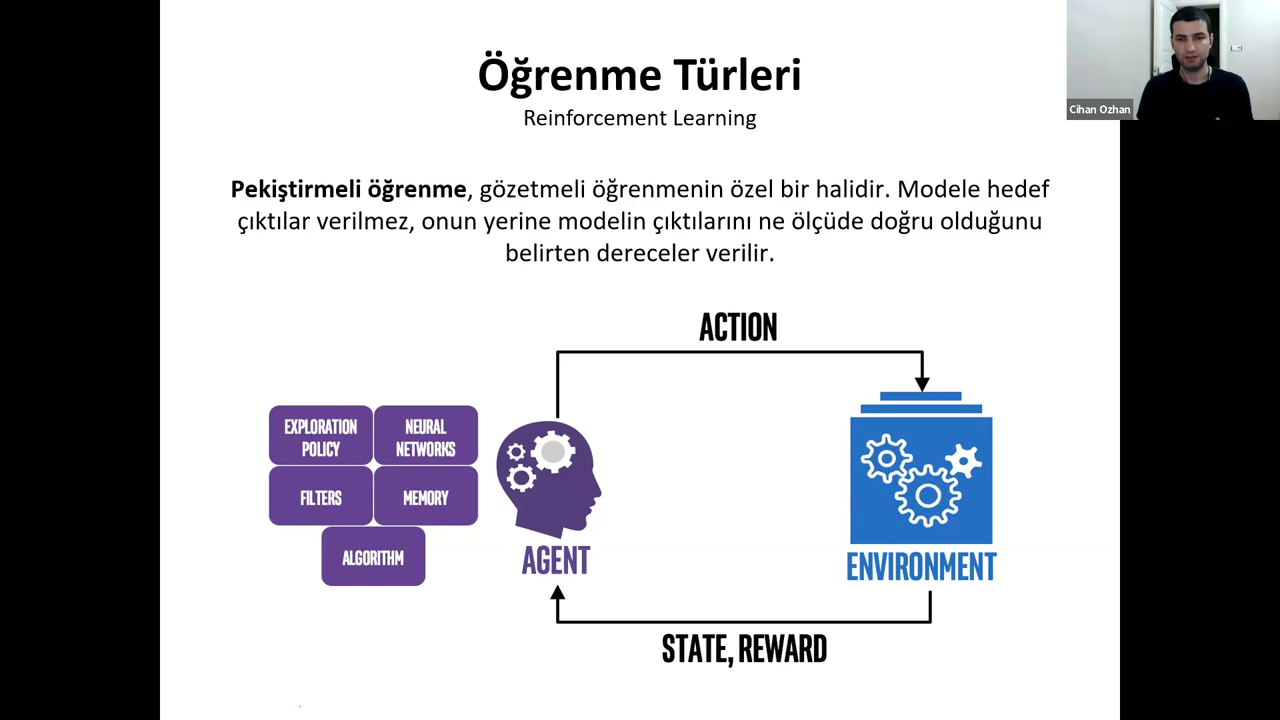 Öğrenme Türleri
Reinforcement Learning
Cihan Ozhan
Pekiştirmeli öğrenme, gözetmeli öğrenmenin özel bir halidir. Modele hedef
çıktılar verilmez, onun yerine modelin çıktılarını ne ölçüde doğru olduğunu
belirten dereceler verilir.
ACTION
EXPLORATION
POLICY
NEURAL
NETWORKS
FILTERS
MEMORY
ALGORITHM
AGENT
ENVIRONMENT
STATE, REWARD